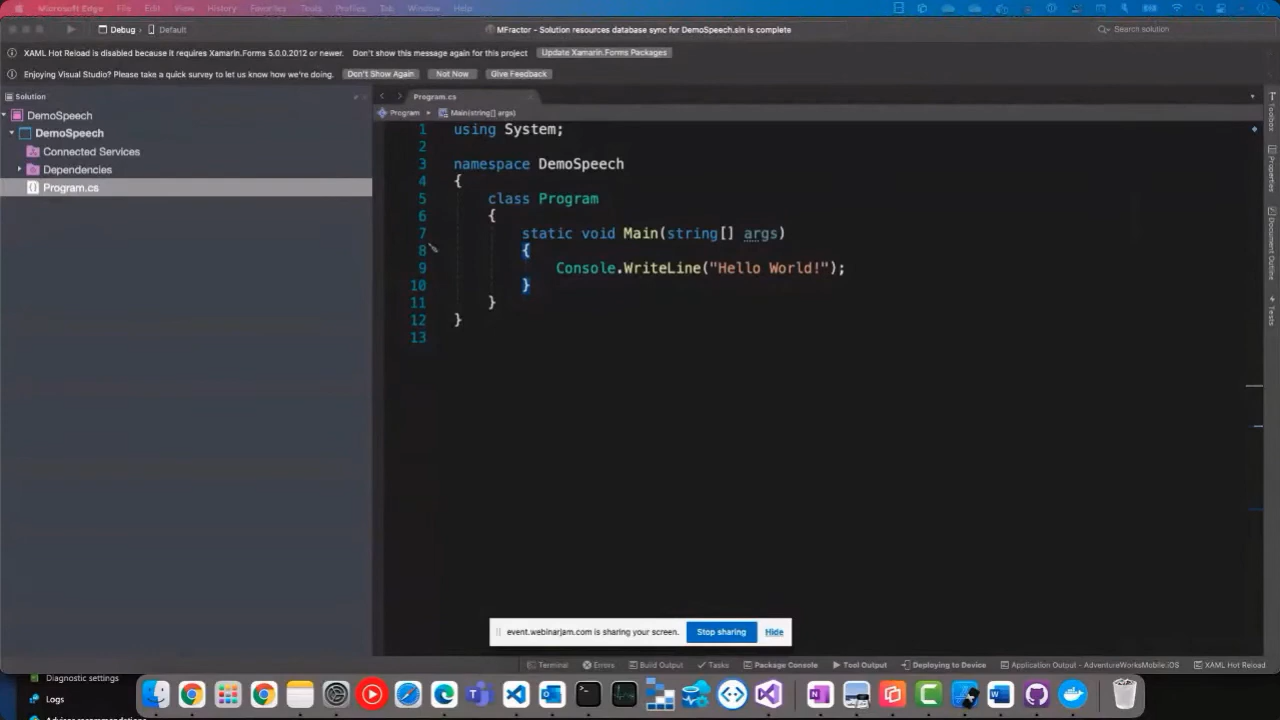 Microsoft Edge File Edit View History Favorites Tools Profiles Tab Window Help
Debug Default
MFractor - Solution resources database sync for DemoSpeech.sln is complete
Search solution
XAML Hot Reload is disabled because it requires Xamarin.Forms 5.0.0.2012 or newer. Don't show this message again for this project Update Xamarin.Forms Packages
Enjoying Visual Studio? Please take a quick survey to let us know how we're doing. Don't Show Again Not Now Give Feedback
Solution
Program.cs
DemoSpeech
Program Main(string[] args)
DemoSpeech
Connected Services
Dependencies
Program.cs
1 using System;
2
3 namespace DemoSpeech
4 {
5 class Program
6 {
7 static void Main(string[] args)
8 {
9 Console.WriteLine("Hello World!");
10 }
11 }
12 }
13
Toolbox
Properties
Document Outline
Tests
event.webinarjam.com is sharing your screen. Stop sharing Hide
Terminal Errors Build Output Tasks Package Console Tool Output Deploying to Device Application Output - AdventureWorksMobile.iOS XAML Hot Reload
Diagnostic settings
Logs